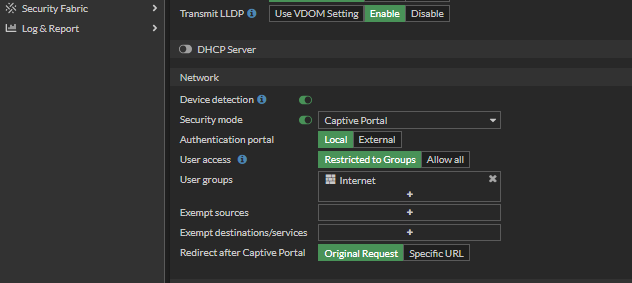 Security Fabric
Log & Report
Transmit LLDP Use VDOM Setting Enable Disable
DHCP Server
Network
Device detection
Security mode Captive Portal
Authentication portal Local External
User access Restricted to Groups Allow all
User groups Internet
+
Exempt sources +
Exempt destinations/services +
Redirect after Captive Portal Original Request Specific URL